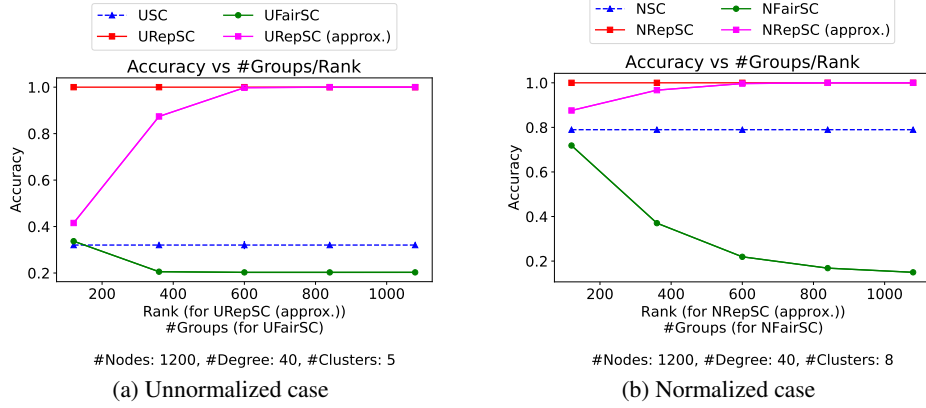 USC UFairSC
URepSC URepSC (approx.)
Accuracy vs #Groups/Rank
1.0
0.8
0.6
0.4
0.2
Accuracy
200 400 600 800 1000
Rank (for URepSC (approx.))
#Groups (for UFairSC)
#Nodes: 1200, #Degree: 40, #Clusters: 5
(a) Unnormalized case
NSC NFairSC
NRepSC NRepSC (approx.)
Accuracy vs #Groups/Rank
1.0
0.8
0.6
0.4
0.2
Accuracy
200 400 600 800 1000
Rank (for NRepSC (approx.))
#Groups (for NFairSC)
#Nodes: 1200, #Degree: 40, #Clusters: 8
(b) Normalized case